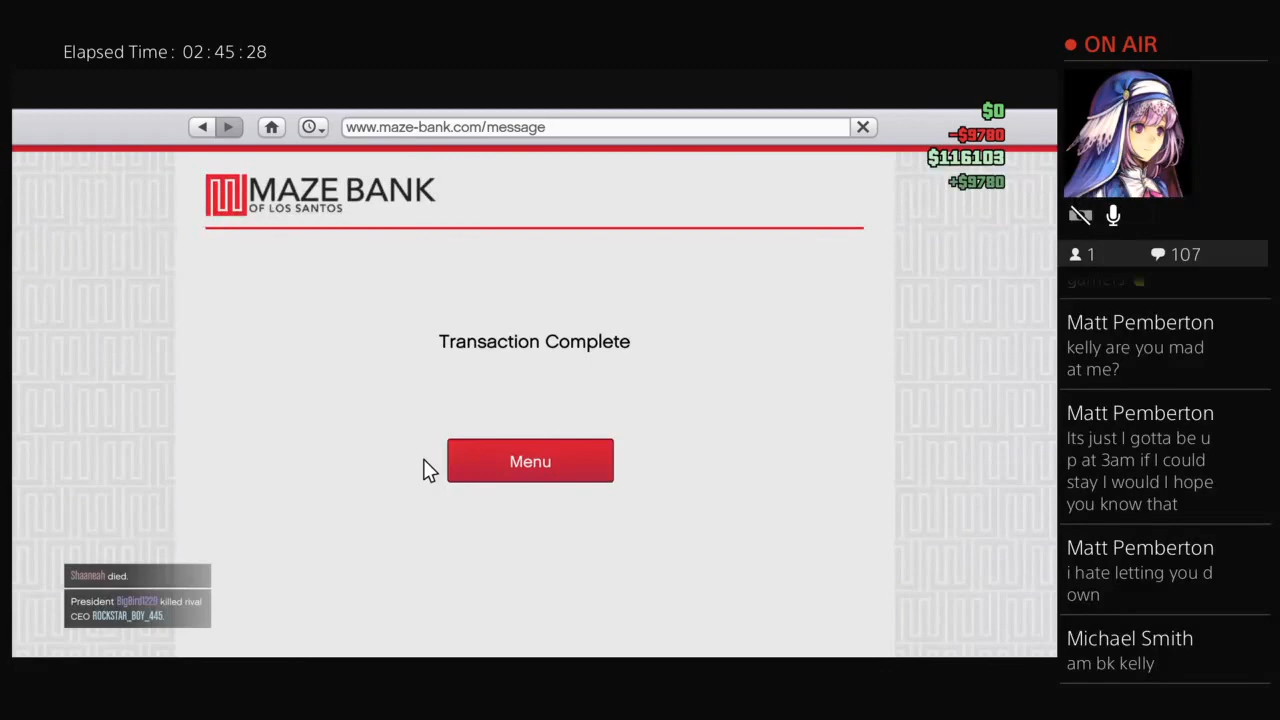 Elapsed Time: 02:45:28
ON AIR
www.maze-bank.com/message
$0
-$9780
$116103
+$9780
MAZE BANK
OF LOS SANTOS
1
107
Transaction Complete
Menu
Shaaneah died.
President BigBird1229 killed rival
CEO ROCKSTAR_BOY_445.
Matt Pemberton
kelly are you mad
at me?
Matt Pemberton
Its just I gotta be u
p at 3am if I could
stay I would I hope
you know that
Matt Pemberton
i hate letting you d
own
Michael Smith
am bk kelly